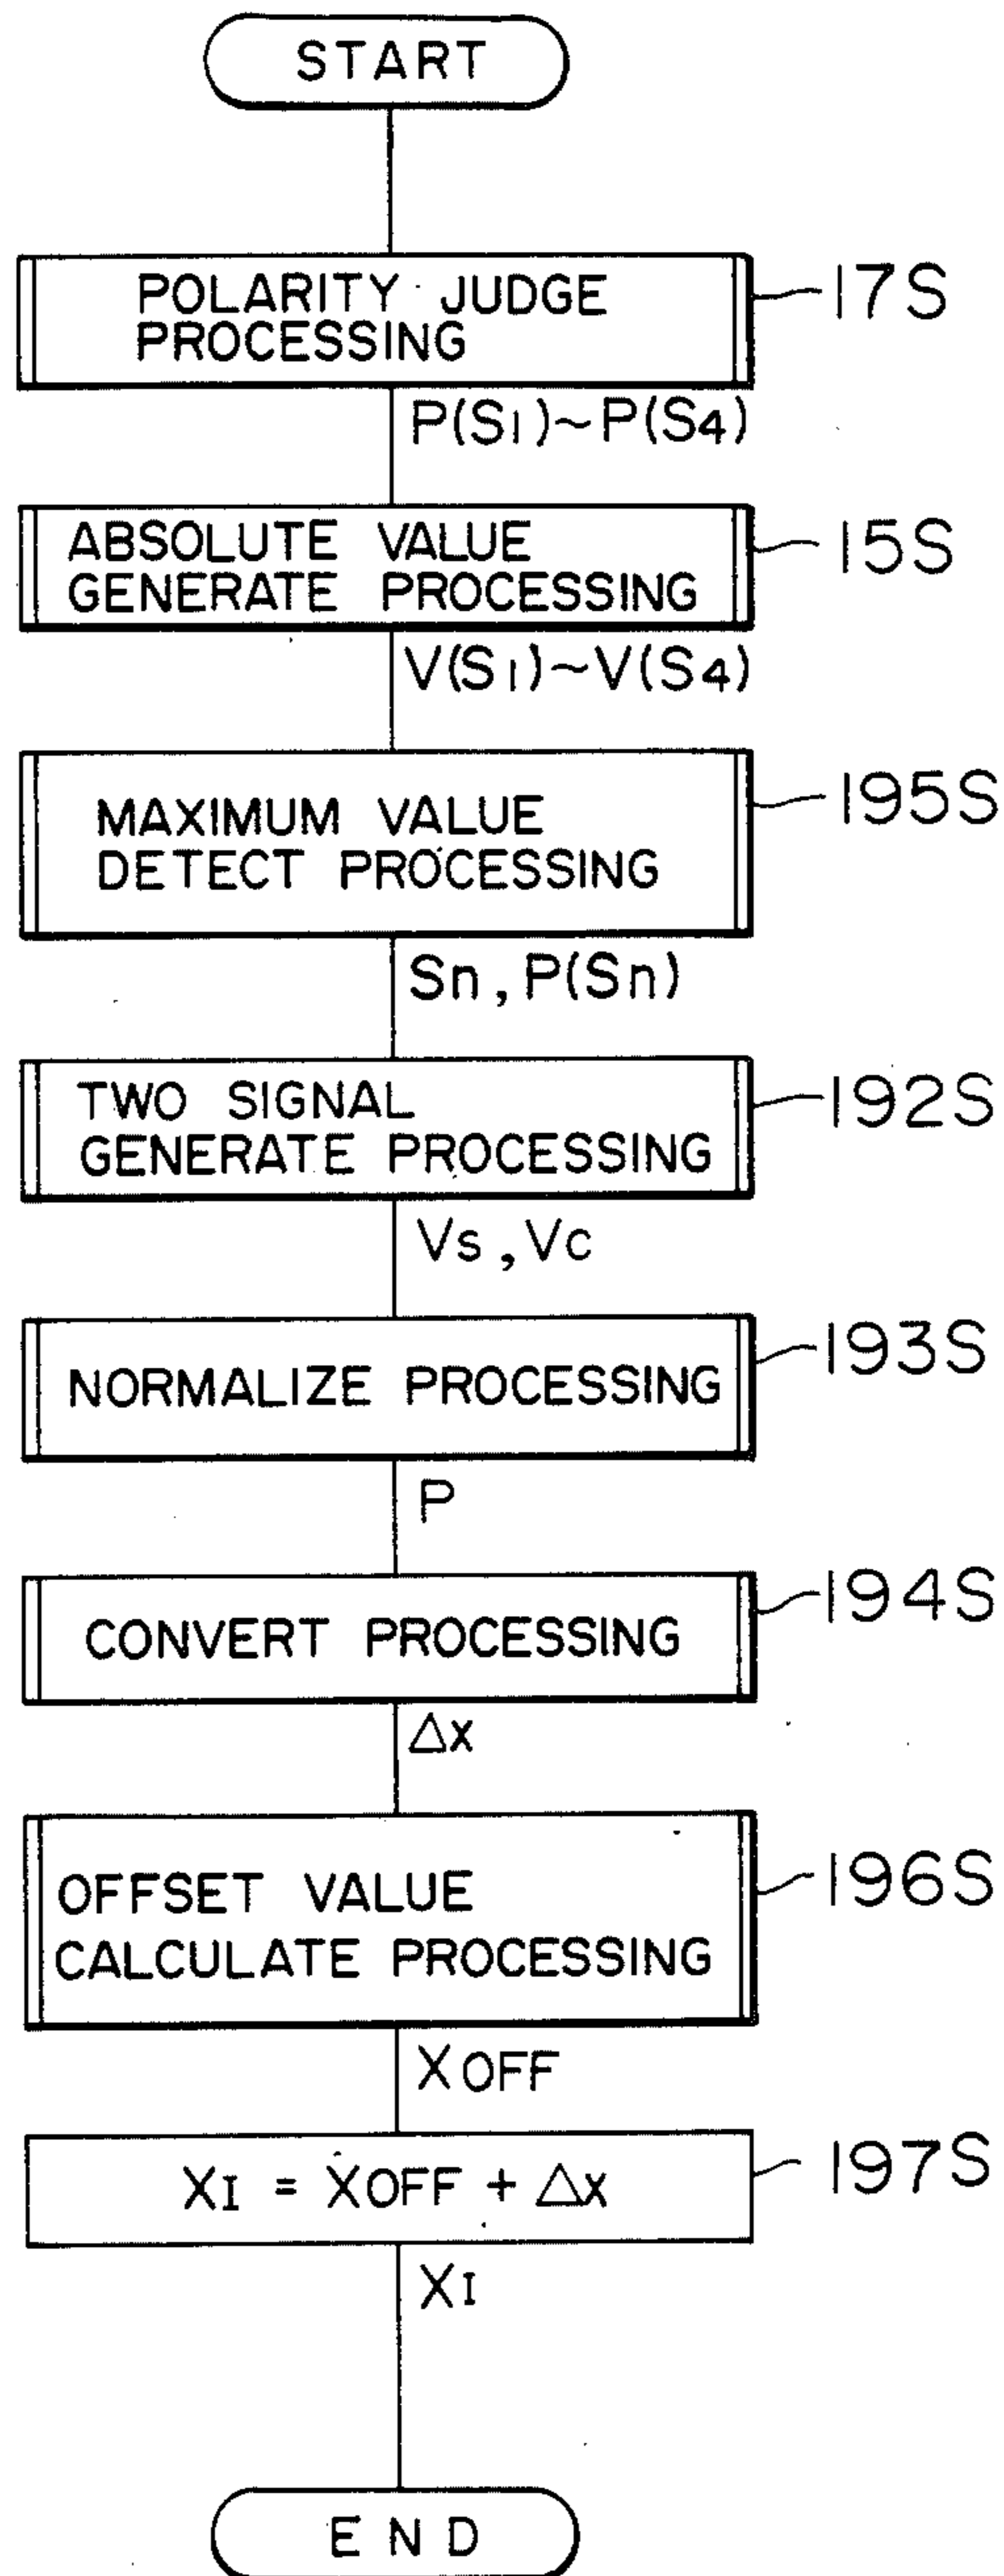 START
POLARITY JUDGE
PROCESSING
17S
P(S1)~P(S4)
ABSOLUTE VALUE
GENERATE PROCESSING
15S
V(S1)~V(S4)
MAXIMUM VALUE
DETECT PROCESSING
195S
Sn, P(Sn)
TWO SIGNAL
GENERATE PROCESSING
192S
Vs, Vc
NORMALIZE PROCESSING
193S
P
CONVERT PROCESSING
194S
Δx
OFFSET VALUE
CALCULATE PROCESSING
196S
XOFF
XI = XOFF + Δx
197S
XI
END